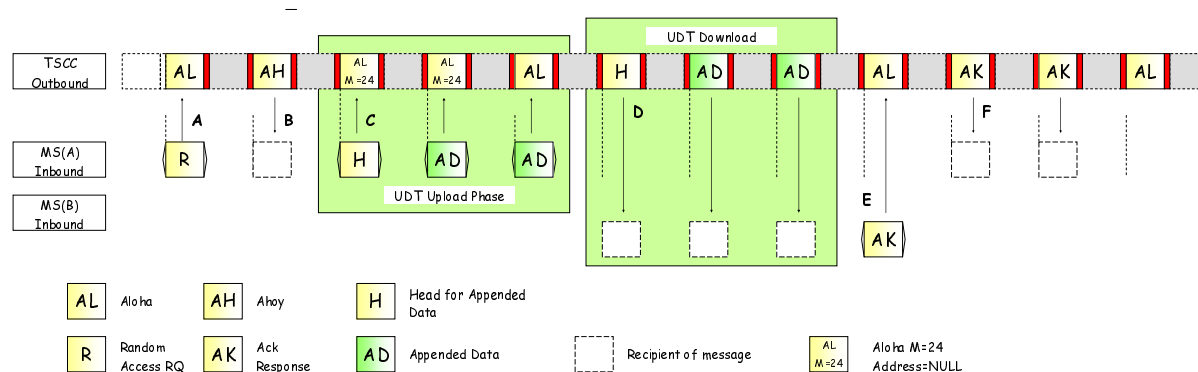 UDT Download
TSCC
Outbound
AL
AH
AL
M=24
AL
M=24
AL
H
AD
AD
AL
AK
AK
AL
A
B
C
D
F
MS(A)
Inbound
R
H
AD
AD
UDT Upload Phase
MS(B)
Inbound
E
AK
AL
Aloha
AH
Ahoy
H
Head for Appended
Data
R
Random
Access RQ
AK
Ack
Response
AD
Appended Data
Recipient of message
AL
M=24
Aloha M=24
Address=NULL